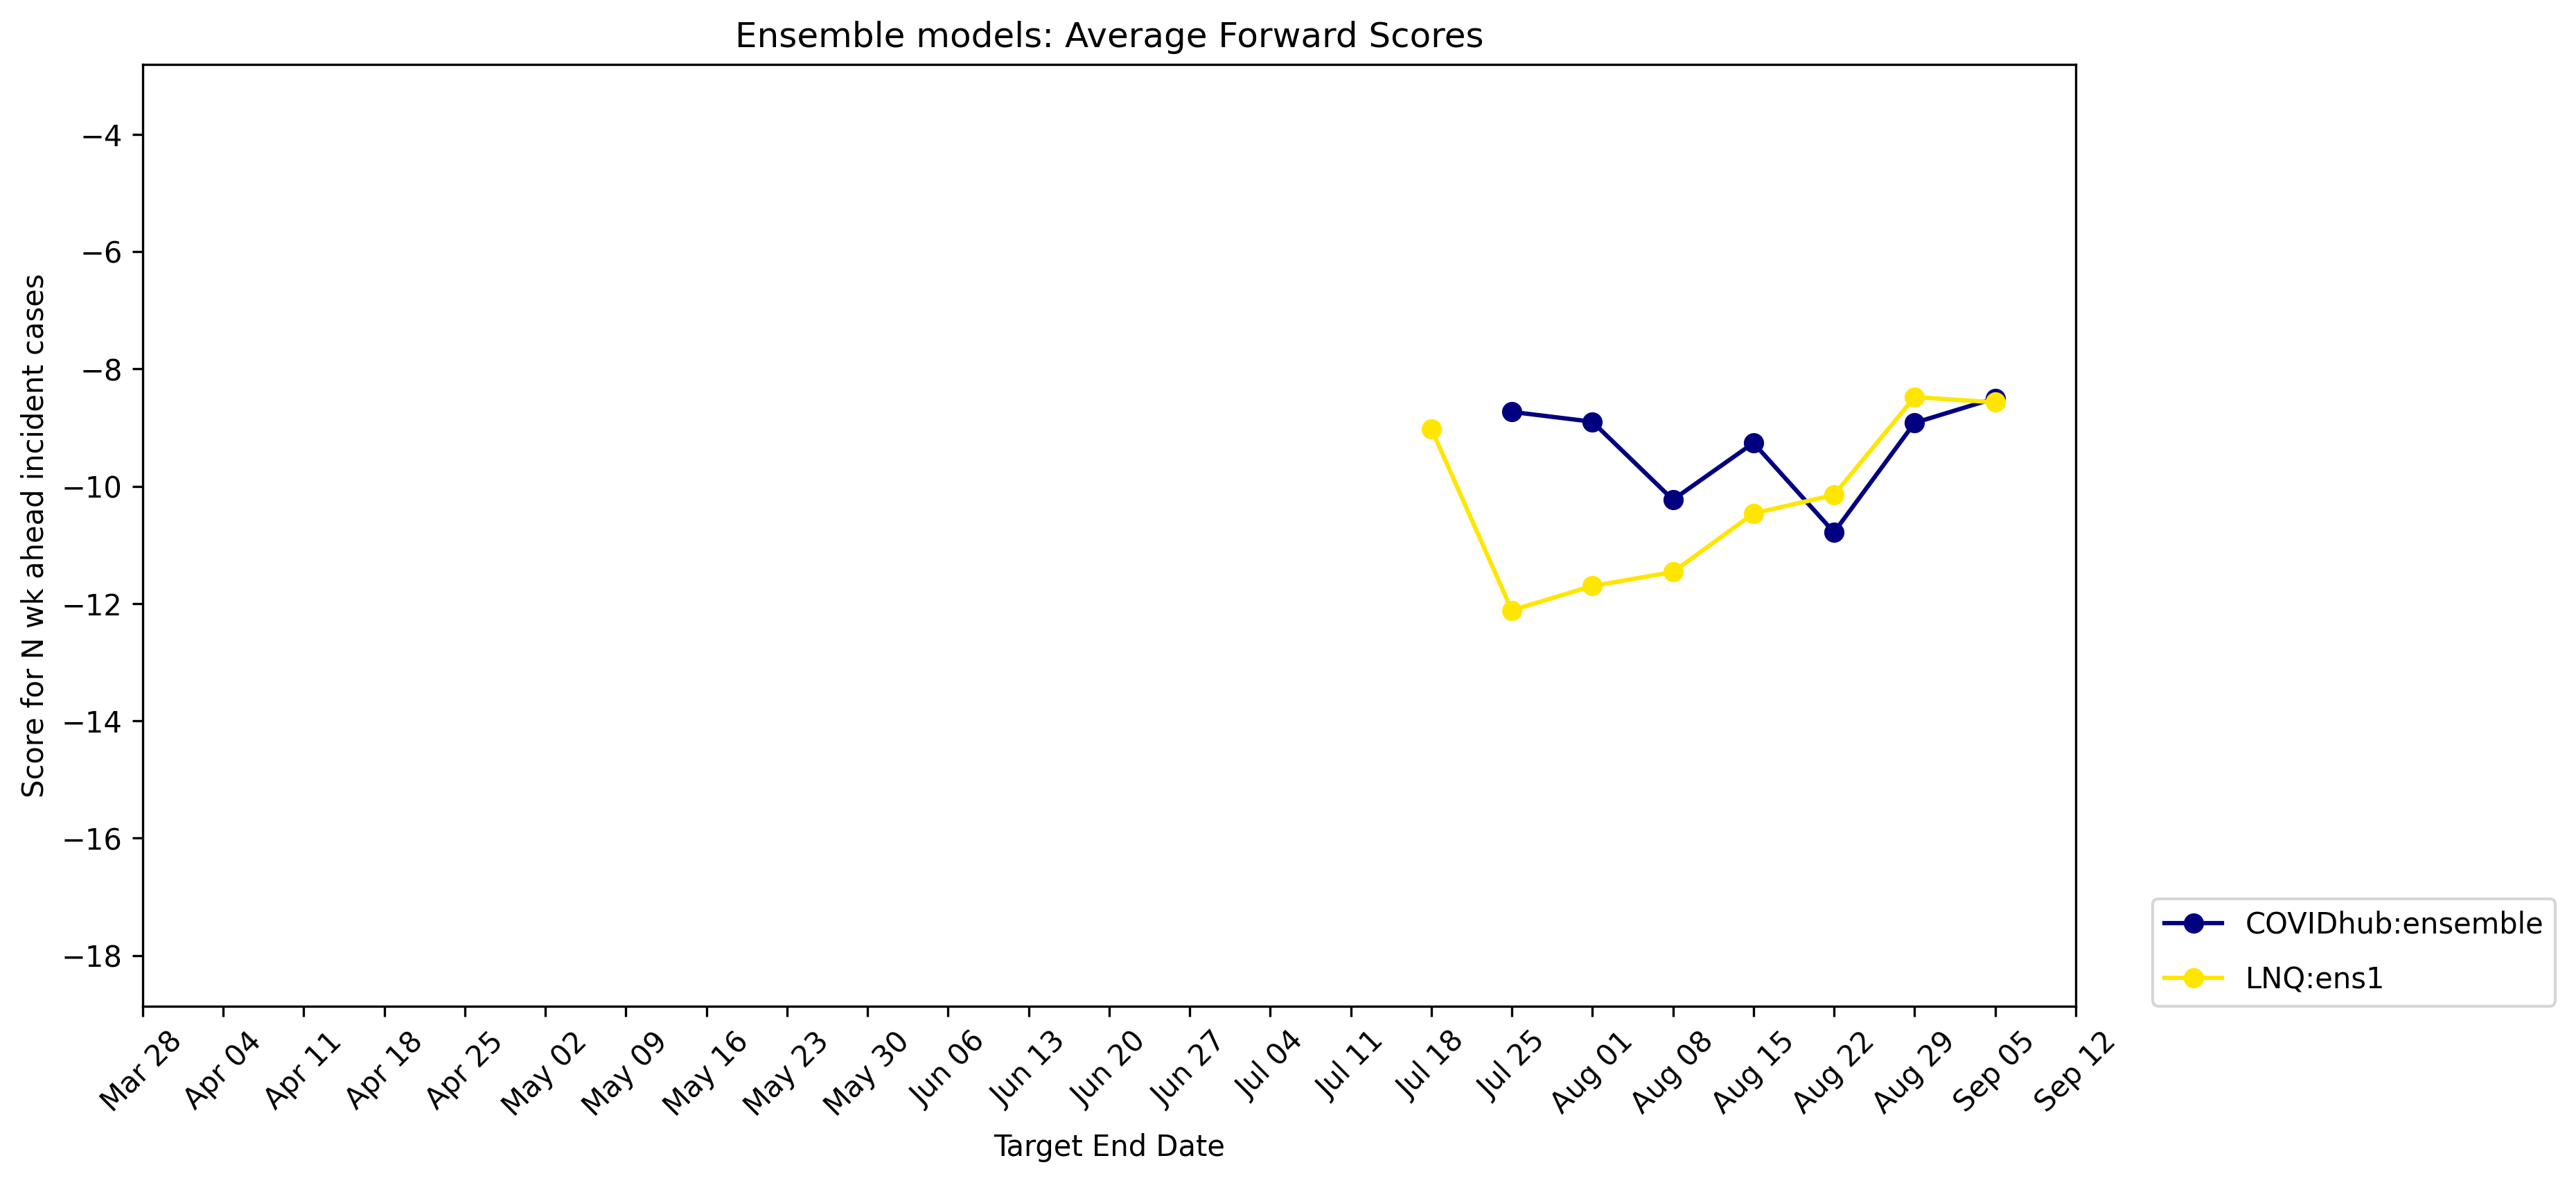 Ensemble models: Average Forward Scores
Score for N wk ahead incident cases
−4
−6
−8
−10
−12
−14
−16
−18
Mar 28
Apr 04
Apr 11
Apr 18
Apr 25
May 02
May 09
May 16
May 23
May 30
Jun 06
Jun 13
Jun 20
Jun 27
Jul 04
Jul 11
Jul 18
Jul 25
Aug 01
Aug 08
Aug 15
Aug 22
Aug 29
Sep 05
Sep 12
Target End Date
COVIDhub:ensemble
LNQ:ens1